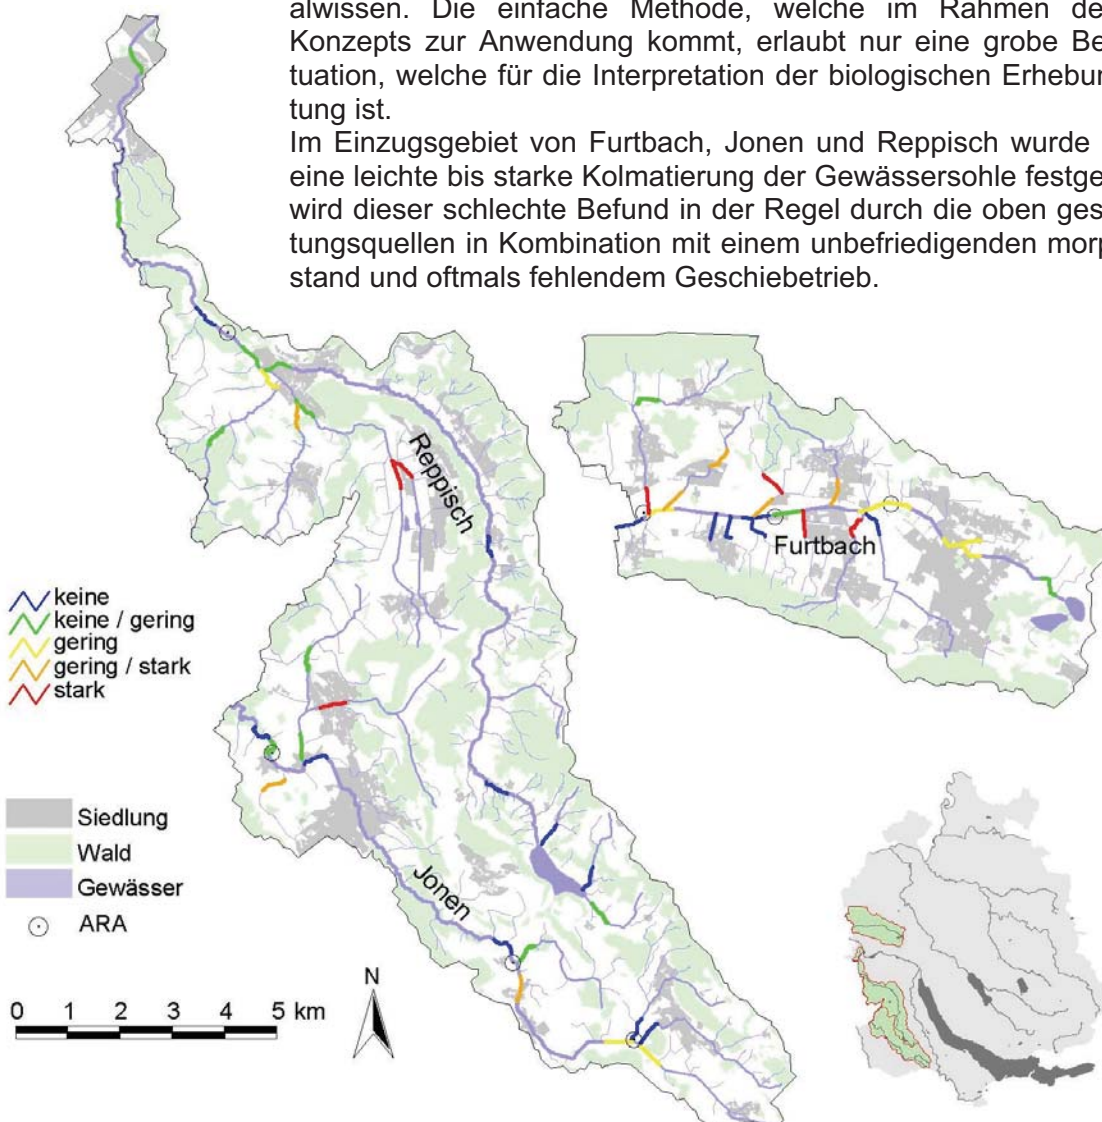 alwissen. Die einfache Methode, welche im Rahmen de
Konzepts zur Anwendung kommt, erlaubt nur eine grobe Be
tuation, welche für die Interpretation der biologischen Erhebu
tung ist.
Im Einzugsgebiet von Furtbach, Jonen und Reppisch wurde
eine leichte bis starke Kolmatierung der Gewässersohle festge
wird dieser schlechte Befund in der Regel durch die oben ges
tungsquellen in Kombination mit einem unbefriedigenden mor
stand und oftmals fehlendem Geschiebetrieb.
Reppisch
Furtbach
keine
keine / gering
gering
gering / stark
stark
Siedlung
Wald
Gewässer
ARA
Jonen
N
0 1 2 3 4 5 km